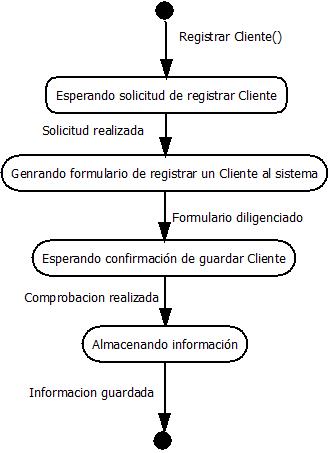 Registrar Cliente()
Esperando solicitud de registrar Cliente
Solicitud realizada
Genrando formulario de registrar un Cliente al sistema
Formulario diligenciado
Esperando confirmación de guardar Cliente
Comprobacion realizada
Almacenando información
Informacion guardada